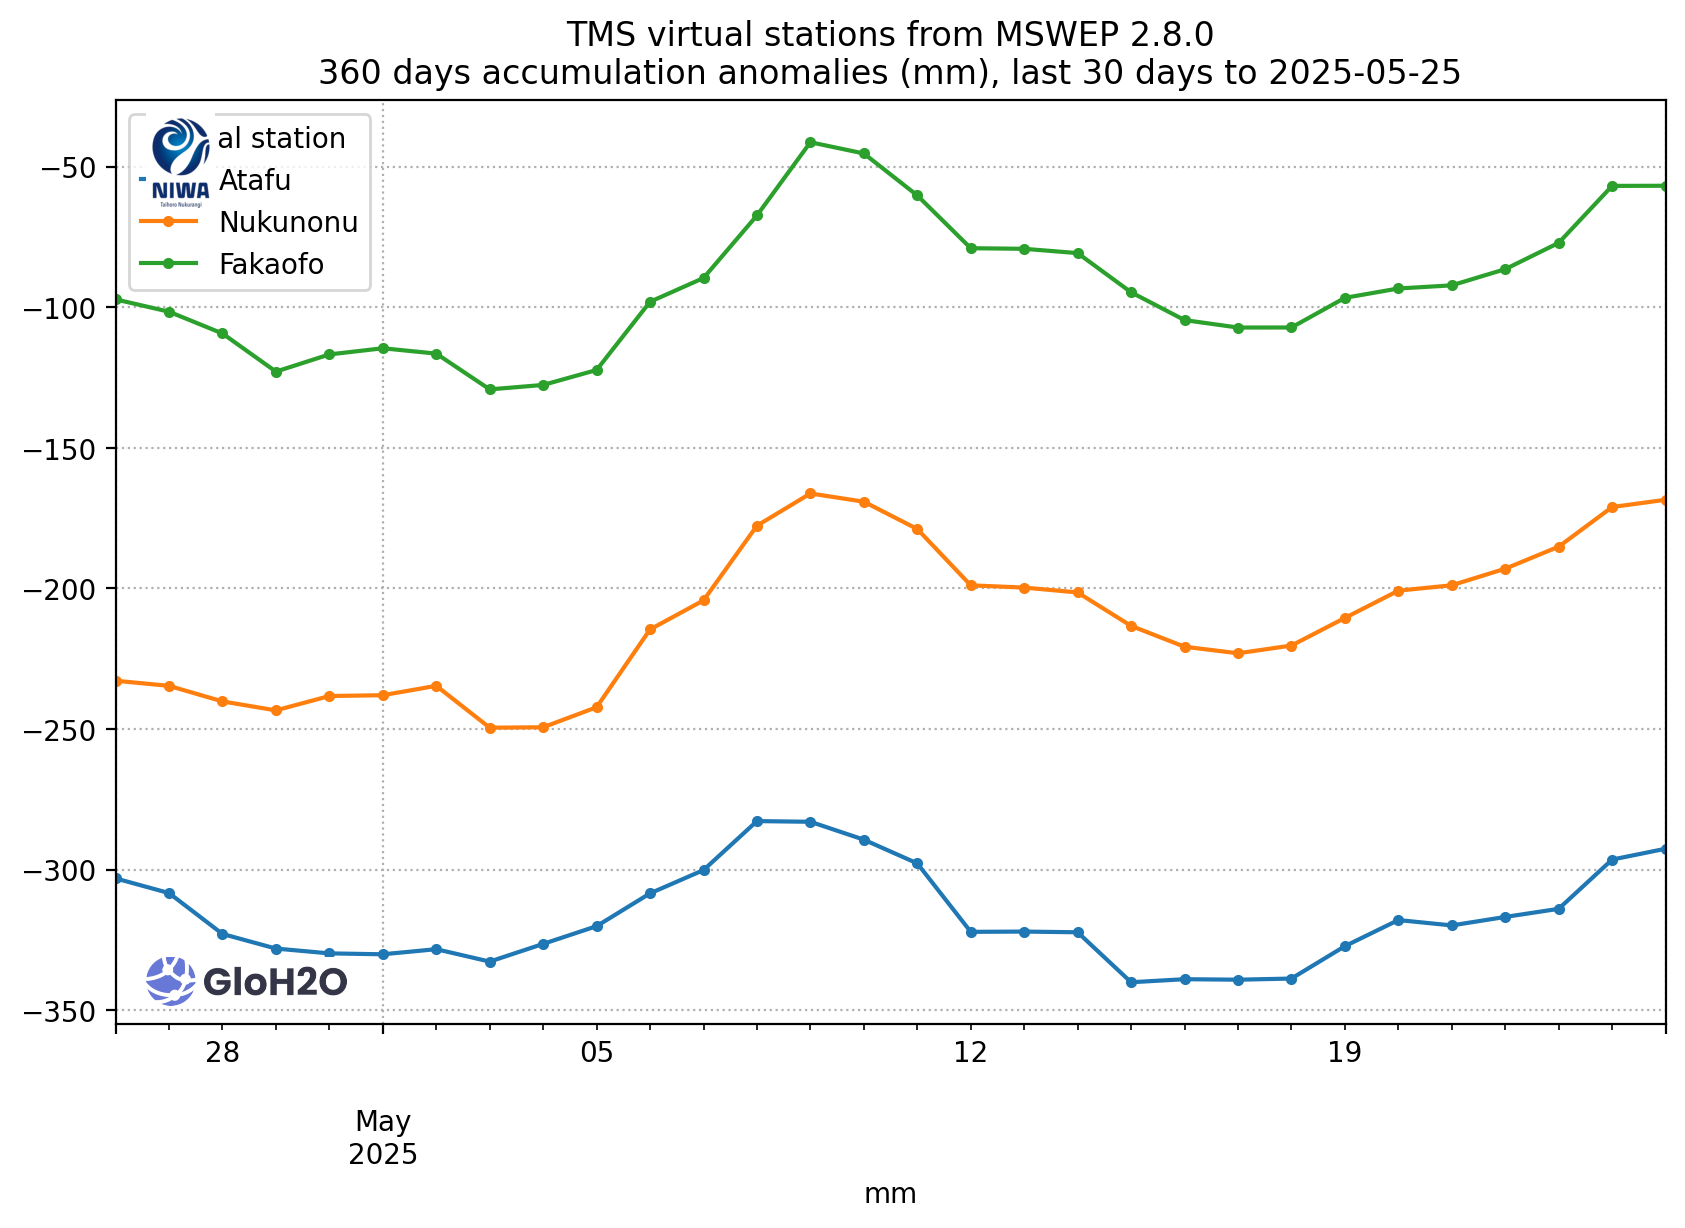 TMS virtual stations from MSWEP 2.8.0
360 days accumulation anomalies (mm), last 30 days to 2025-05-25
al station
Atafu
Nukunonu
Fakaofo
NIWA
Taihoro Nukurangi
−50
−100
−150
−200
−250
−300
−350
GloH2O
28
05
12
19
May
2025
mm